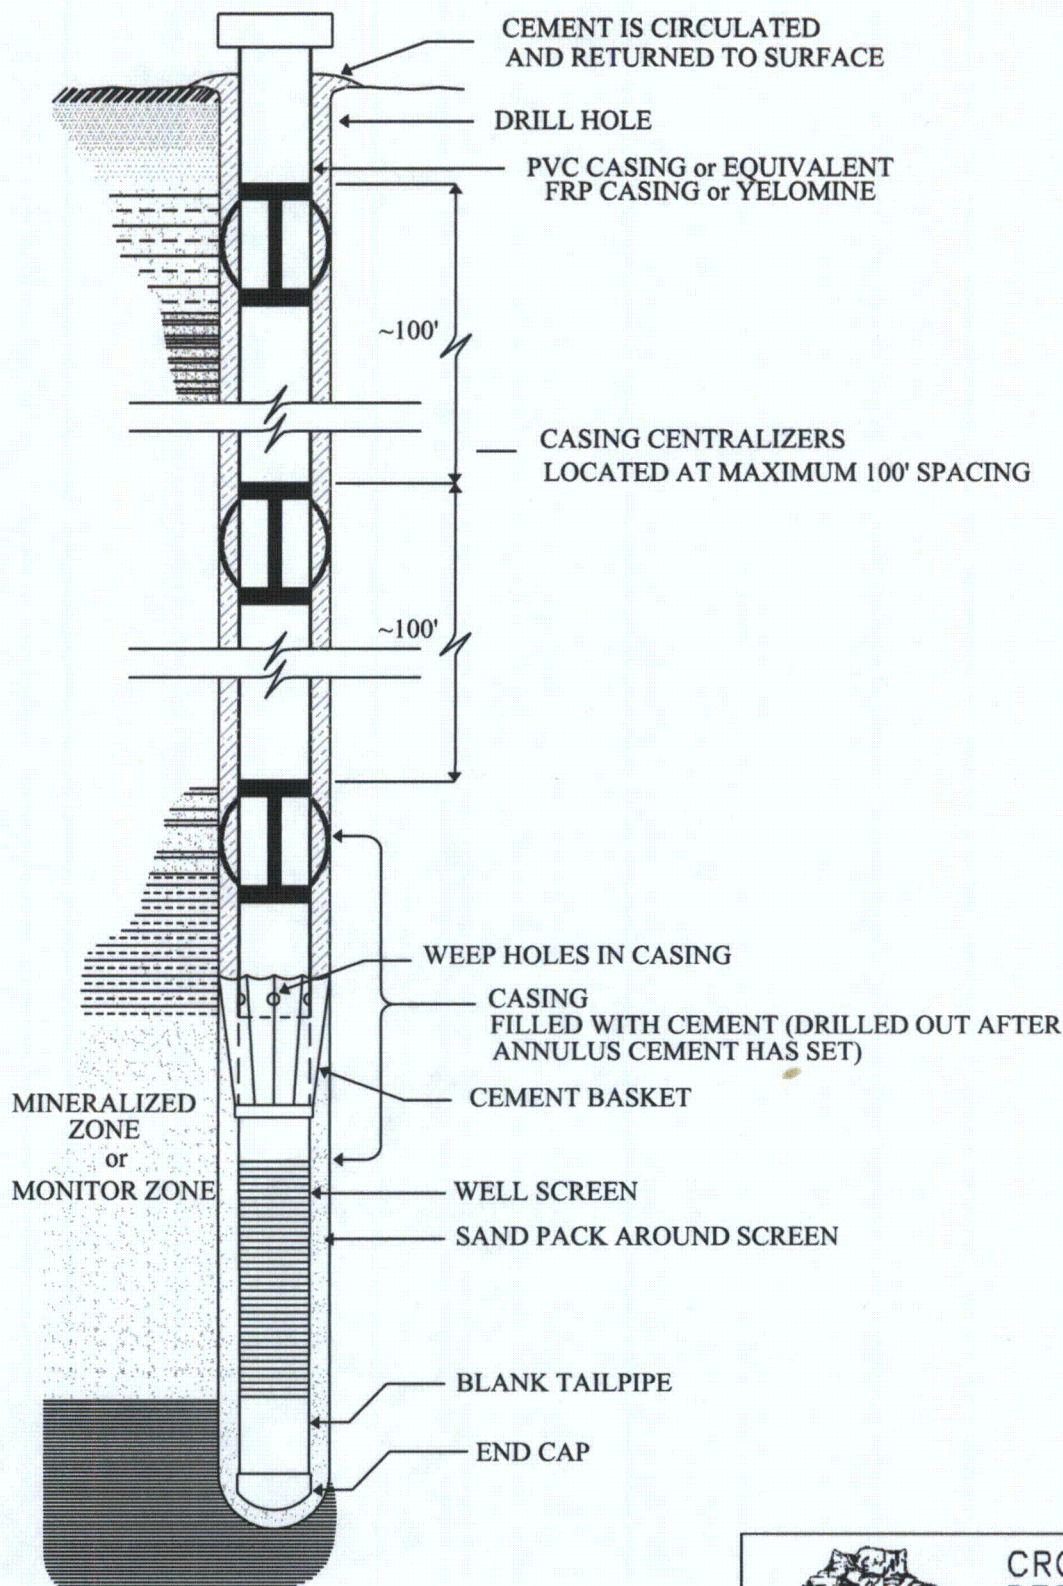 CEMENT IS CIRCULATED
AND RETURNED TO SURFACE
DRILL HOLE
PVC CASING or EQUIVALENT
FRP CASING or YELOMINE
~100'
CASING CENTRALIZERS
LOCATED AT MAXIMUM 100' SPACING
~100'
WEEP HOLES IN CASING
CASING
FILLED WITH CEMENT (DRILLED OUT AFTER
ANNULUS CEMENT HAS SET)
CEMENT BASKET
MINERALIZED
ZONE
or
MONITOR ZONE
WELL SCREEN
SAND PACK AROUND SCREEN
BLANK TAILPIPE
END CAP